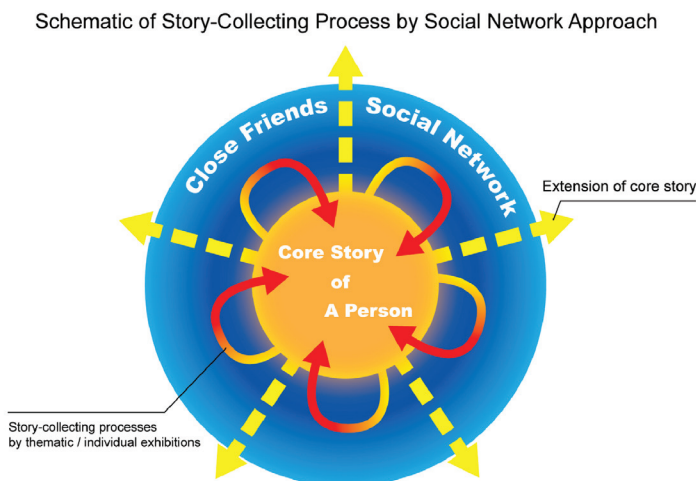 Schematic of Story-Collecting Process by Social Network Approach
Close Friends
Social Network
Extension of core story
Core Story
of
A Person
Story-collecting processes
by thematic / individual exhibitions